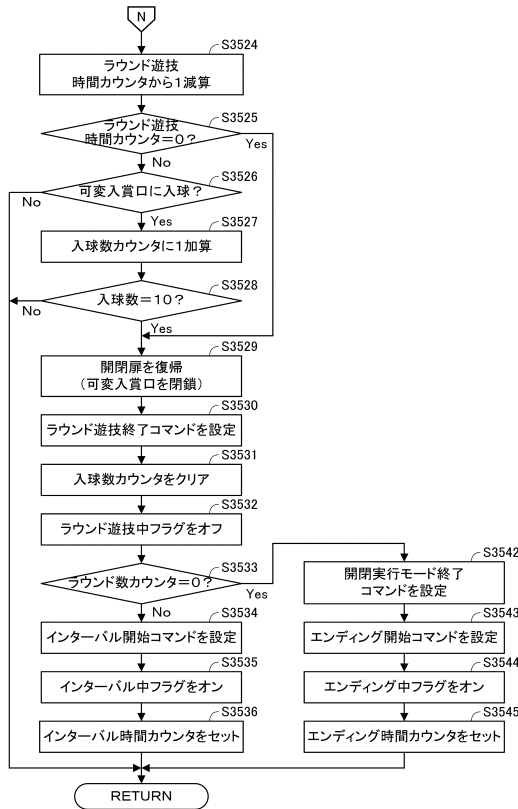 N
S3524
ラウンド遊技
時間カウンタから1減算
S3525
ラウンド遊技
時間カウンタ=0?
Yes
No
S3526
可変入賞口に入球?
No
Yes
S3527
入球数カウンタに1加算
S3528
入球数=10?
No
Yes
S3529
開閉扉を復帰
(可変入賞口を閉鎖)
S3530
ラウンド遊技終了コマンドを設定
S3531
入球数カウンタをクリア
S3532
ラウンド遊技中フラグをオフ
S3533
ラウンド数カウンタ=0?
Yes
No
S3534
インターバル開始コマンドを設定
S3535
インターバル中フラグをオン
S3536
インターバル時間カウンタをセット
S3542
開閉実行モード終了
コマンドを設定
S3543
エンディング開始コマンドを設定
S3544
エンディング中フラグをオン
S3545
エンディング時間カウンタをセット
RETURN